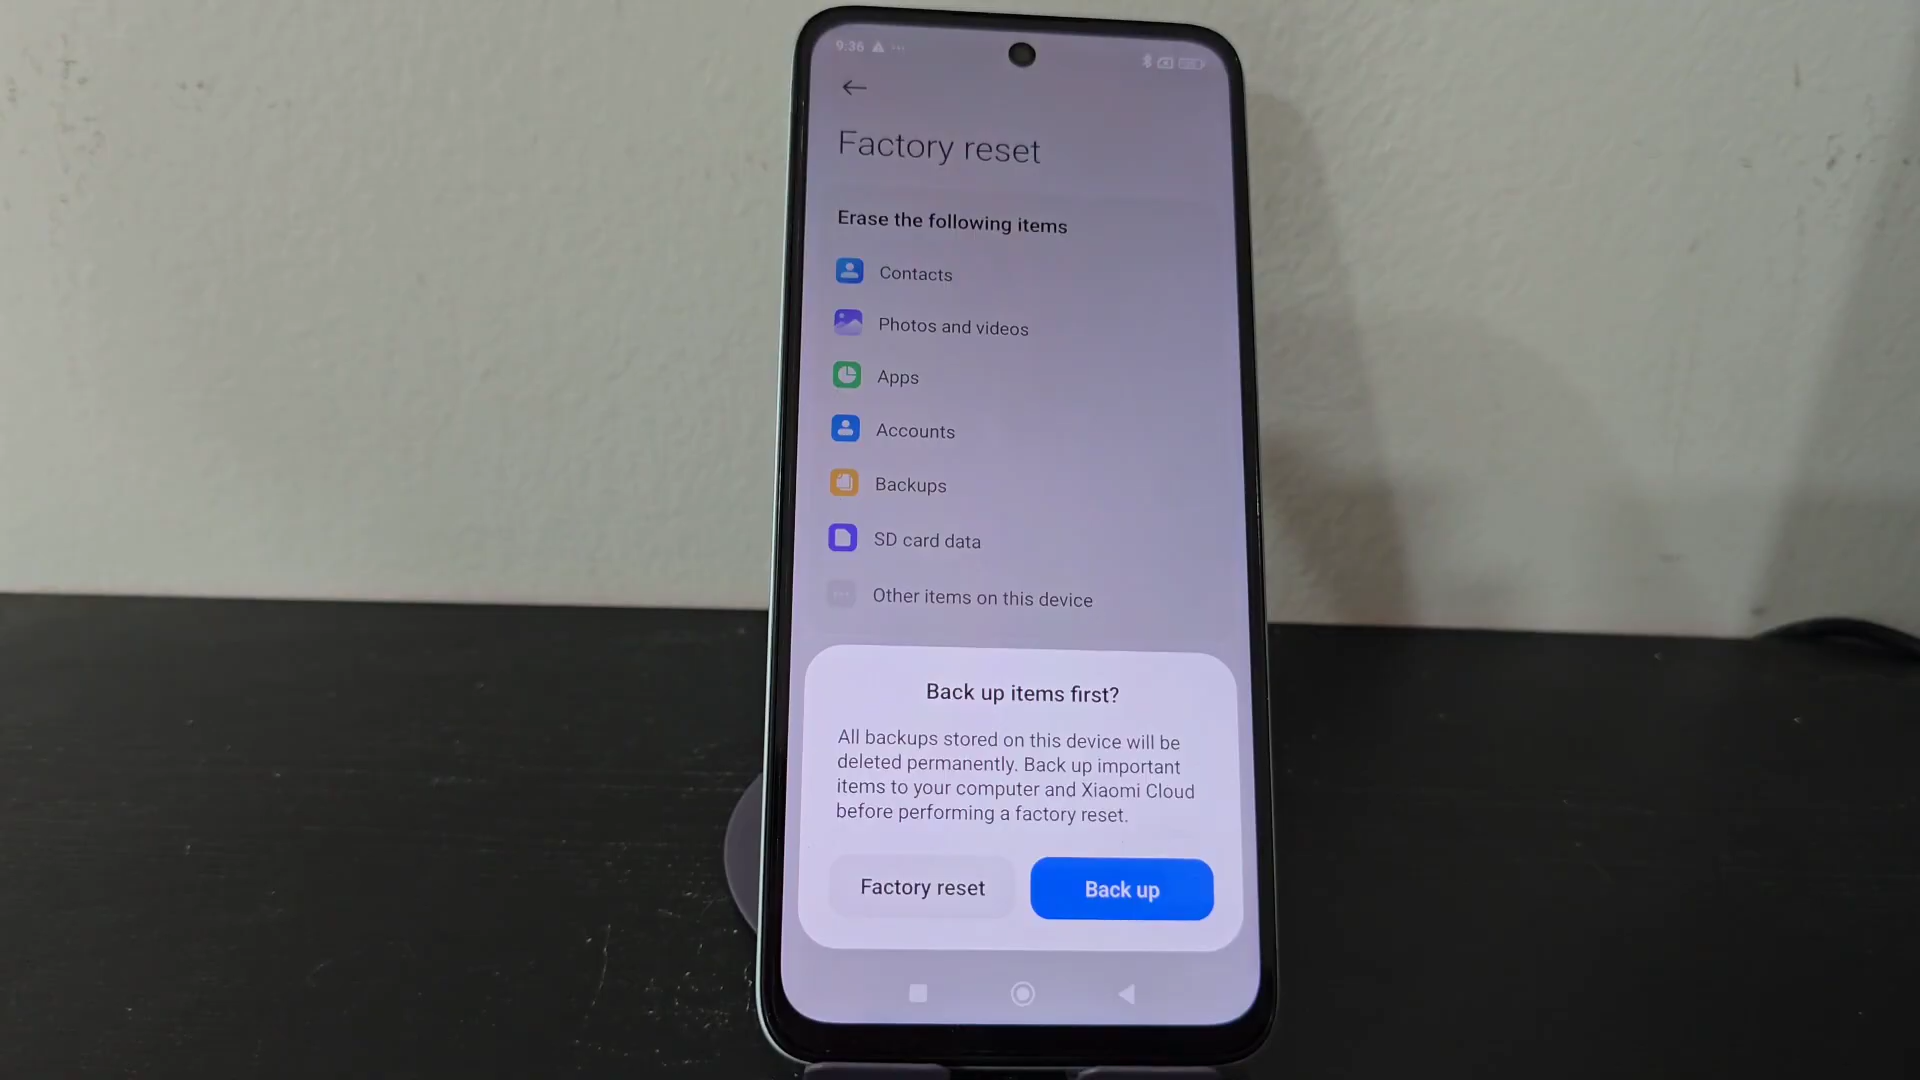 9:36
Factory reset
Erase the following items
Contacts
Photos and videos
Apps
Accounts
Backups
SD card data
Other items on this device
Back up items first?
All backups stored on this device will be
deleted permanently. Back up important
items to your computer and Xiaomi Cloud
before performing a factory reset.
Factory reset
Back up